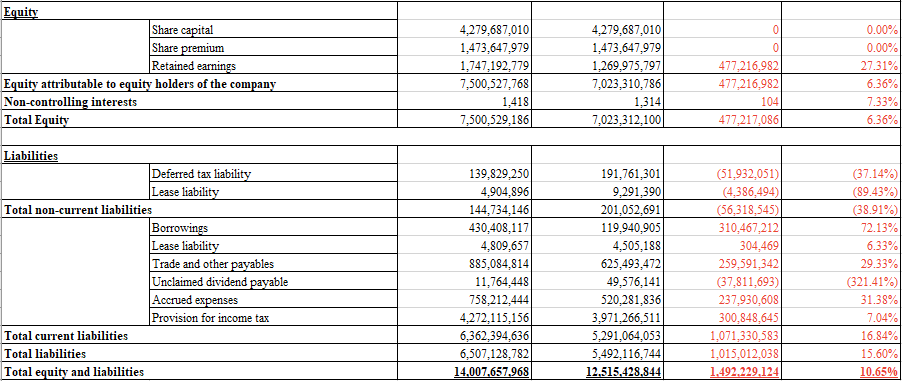 Equity
Share capital 4,279,687,010 4,279,687,010 0 0.00%
Share premium 1,473,647,979 1,473,647,979 0 0.00%
Retained earnings 1,747,192,779 1,269,975,797 477,216,982 27.31%
Equity attributable to equity holders of the company 7,500,527,768 7,023,310,786 477,216,982 6.36%
Non-controlling interests 1,418 1,314 104 7.33%
Total Equity 7,500,529,186 7,023,312,100 477,217,086 6.36%
Liabilities
Deferred tax liability 139,829,250 191,761,301 (51,932,051) (37.14%)
Lease liability 4,904,896 9,291,390 (4,386,494) (89.43%)
Total non-current liabilities 144,734,146 201,052,691 (56,318,545) (38.91%)
Borrowings 430,408,117 119,940,905 310,467,212 72.13%
Lease liability 4,809,657 4,505,188 304,469 6.33%
Trade and other payables 885,084,814 625,493,472 259,591,342 29.33%
Unclaimed dividend payable 11,764,448 49,576,141 (37,811,693) (321.41%)
Accrued expenses 758,212,444 520,281,836 237,930,608 31.38%
Provision for income tax 4,272,115,156 3,971,266,511 300,848,645 7.04%
Total current liabilities 6,362,394,636 5,291,064,053 1,071,330,583 16.84%
Total liabilities 6,507,128,782 5,492,116,744 1,015,012,038 15.60%
Total equity and liabilities 14,007,657,968 12,515,428,844 1,492,229,124 10.65%